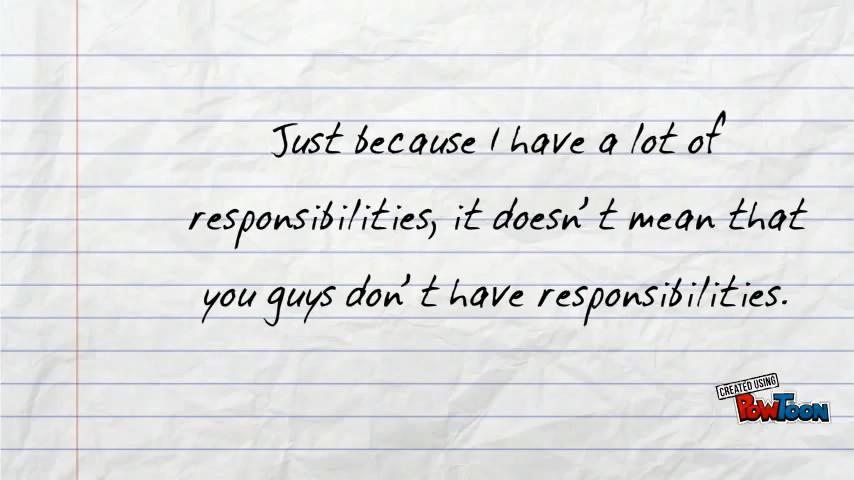 Just because I have a lot of
responsibilities, it doesn't mean that
you guys don't have responsibilities.
CREATED USING
POWTOON